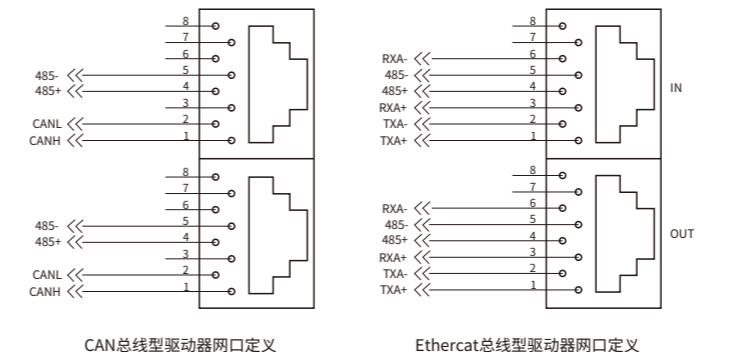 8
7
6
485- 5
485+ 4
3
CANL 2
CANH 1
8
7
6
485- 5
485+ 4
3
CANL 2
CANH 1
CAN总线型驱动器网口定义
8
7
RXA- 6
485- 5
485+ 4
RXA+ 3
TXA- 2
TXA+ 1
IN
8
7
RXA- 6
485- 5
485+ 4
RXA+ 3
TXA- 2
TXA+ 1
OUT
Ethercat总线型驱动器网口定义